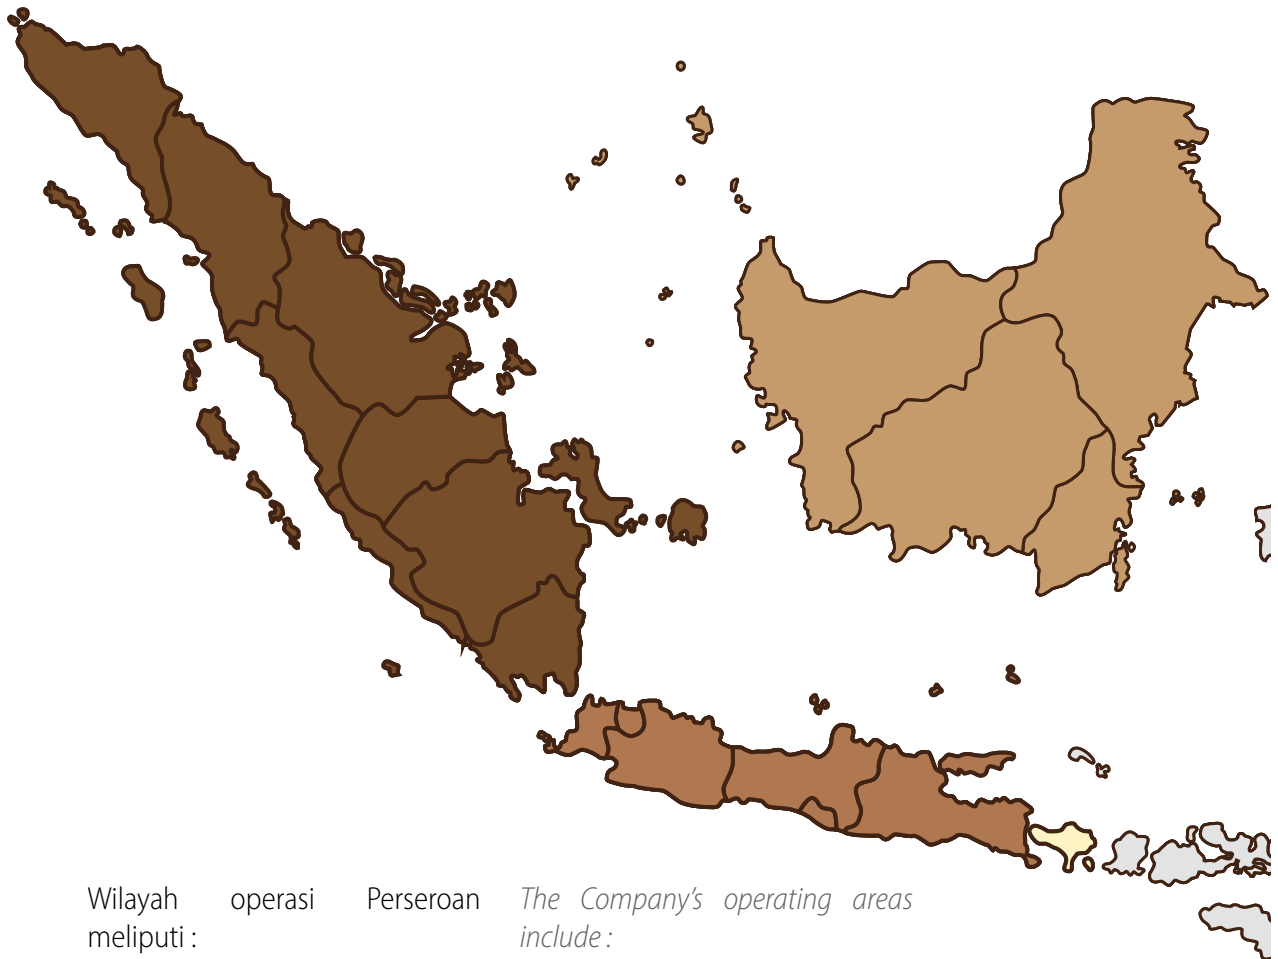 Wilayah operasi Perseroan
meliputi :
The Company's operating areas
include :